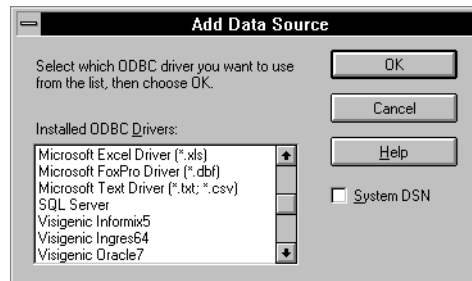 Add Data Source
Select which ODBC driver you want to use
from the list, then choose OK.
Installed ODBC Drivers:
Microsoft Excel Driver (*.xls)
Microsoft FoxPro Driver (*.dbf)
Microsoft Text Driver (*.txt; *.csv)
SQL Server
Visigenic Informix5
Visigenic Ingres64
Visigenic Oracle7
OK
Cancel
Help
System DSN